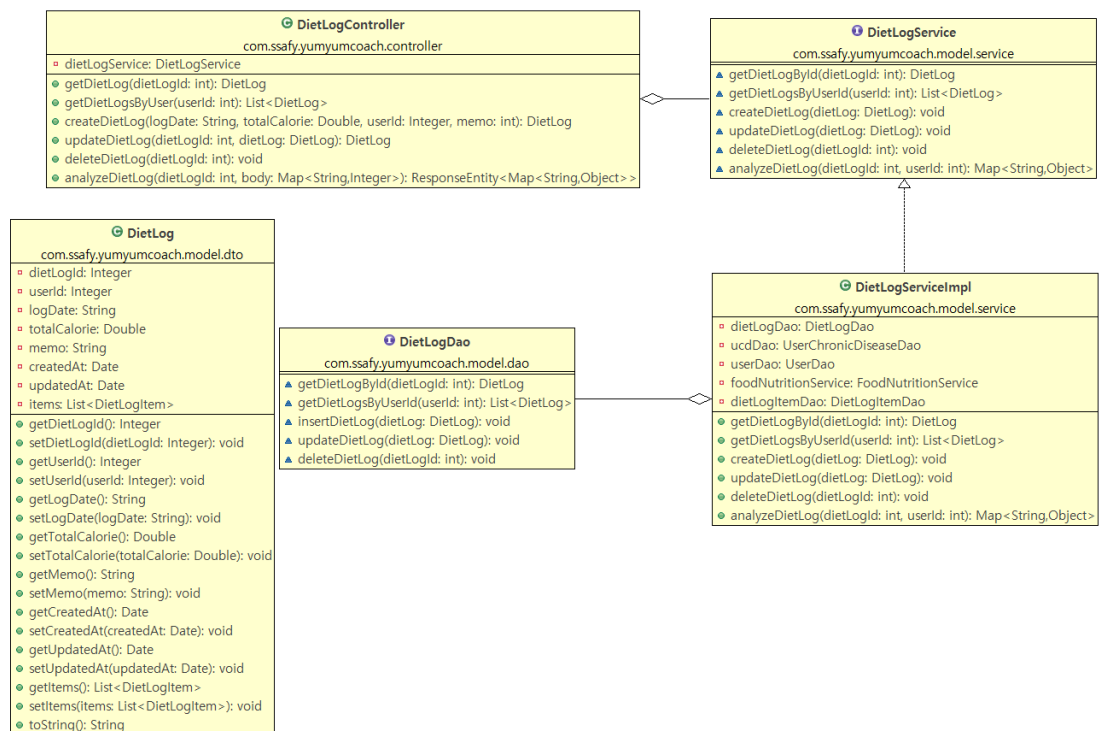 DietLogController
com.ssafy.yumyumcoach.controller
dietLogService: DietLogService
getDietLog(dietLogId: int): DietLog
getDietLogsByUser(userId: int): List<DietLog>
createDietLog(logDate: String, totalCalorie: Double, userId: Integer, memo: int): DietLog
updateDietLog(dietLogId: int, dietLog: DietLog): DietLog
deleteDietLog(dietLogId: int): void
analyzeDietLog(dietLogId: int, body: Map<String,Integer>): ResponseEntity<Map<String,Object>>
DietLogService
com.ssafy.yumyumcoach.model.service
getDietLogById(dietLogId: int): DietLog
getDietLogsByUserId(userId: int): List<DietLog>
createDietLog(dietLog: DietLog): void
updateDietLog(dietLog: DietLog): void
deleteDietLog(dietLogId: int): void
analyzeDietLog(dietLogId: int, userId: int): Map<String,Object>
DietLog
com.ssafy.yumyumcoach.model.dto
dietLogId: Integer
userId: Integer
logDate: String
totalCalorie: Double
memo: String
createdAt: Date
updatedAt: Date
items: List<DietLogItem>
getDietLogId(): Integer
setDietLogId(dietLogId: Integer): void
getUserId(): Integer
setUserId(userId: Integer): void
getLogDate(): String
setLogDate(logDate: String): void
getTotalCalorie(): Double
setTotalCalorie(totalCalorie: Double): void
getMemo(): String
setMemo(memo: String): void
getCreatedAt(): Date
setCreatedAt(createdAt: Date): void
getUpdatedAt(): Date
setUpdatedAt(updatedAt: Date): void
getItems(): List<DietLogItem>
setItems(items: List<DietLogItem>): void
toString(): String
DietLogDao
com.ssafy.yumyumcoach.model.dao
getDietLogById(dietLogId: int): DietLog
getDietLogsByUserId(userId: int): List<DietLog>
insertDietLog(dietLog: DietLog): void
updateDietLog(dietLog: DietLog): void
deleteDietLog(dietLogId: int): void
DietLogServiceImpl
com.ssafy.yumyumcoach.model.service
dietLogDao: DietLogDao
ucdDao: UserChronicDiseaseDao
userDao: UserDao
foodNutritionService: FoodNutritionService
dietLogItemDao: DietLogItemDao
getDietLogById(dietLogId: int): DietLog
getDietLogsByUserId(userId: int): List<DietLog>
createDietLog(dietLog: DietLog): void
updateDietLog(dietLog: DietLog): void
deleteDietLog(dietLogId: int): void
analyzeDietLog(dietLogId: int, userId: int): Map<String,Object>